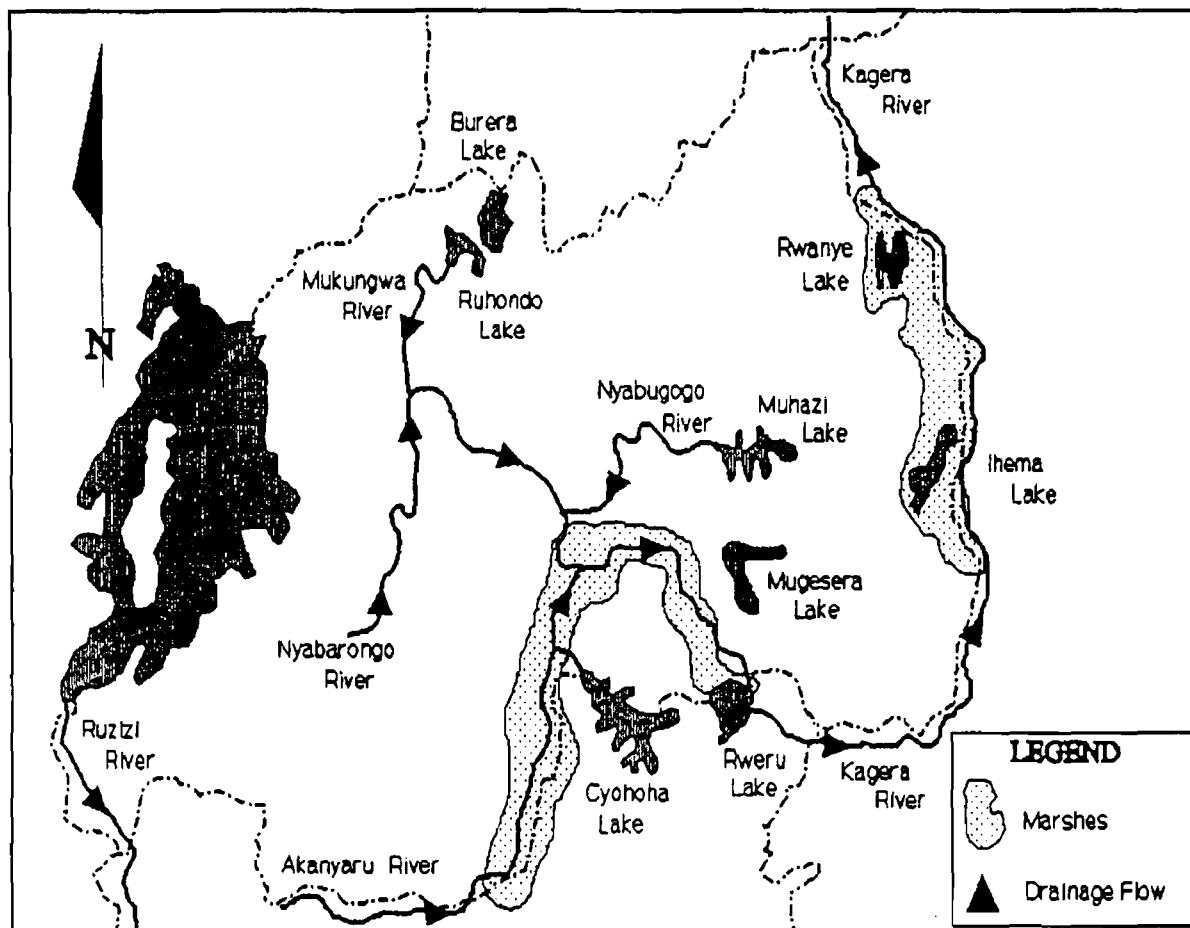 Kagera
River
Burera
Lake
Rwanye
Lake
Mukungwa
River
Ruhondo
Lake
N
Nyabugogo
River
Muhazi
Lake
Ihema
Lake
Mugesera
Lake
Nyabarongo
River
Ruzizi
River
Cyohoha
Lake
Rweru
Lake
Kagera
River
Akanyaru River
LEGEND
Marshes
Drainage Flow